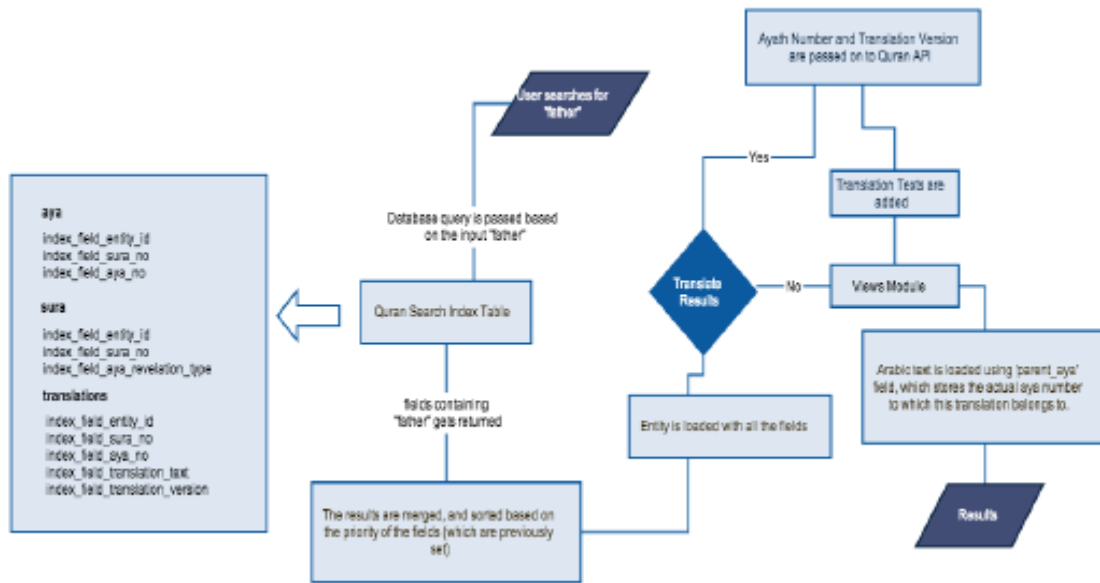 User searches for
"father"
Database query is passed based
on the input "father"
Quran Search Index Table
aya
index_field_entity_id
index_field_sura_no
index_field_aya_no
sura
index_field_entity_id
index_field_sura_no
index_field_aya_revelation_type
translations
index_field_entity_id
index_field_sura_no
index_field_aya_no
index_field_translation_text
index_field_translation_version
fields containing
"father" gets returned
The results are merged, and sorted based on
the priority of the fields (which are previously
set)
Entity is loaded with all the fields
Translate
Results
Yes
No
Ayath Number and Translation Version
are passed on to Quran API
Translation Tests are
added
Views Module
Arabic text is loaded using 'parent_aya'
field, which stores the actual aya number
to which this translation belongs to.
Results